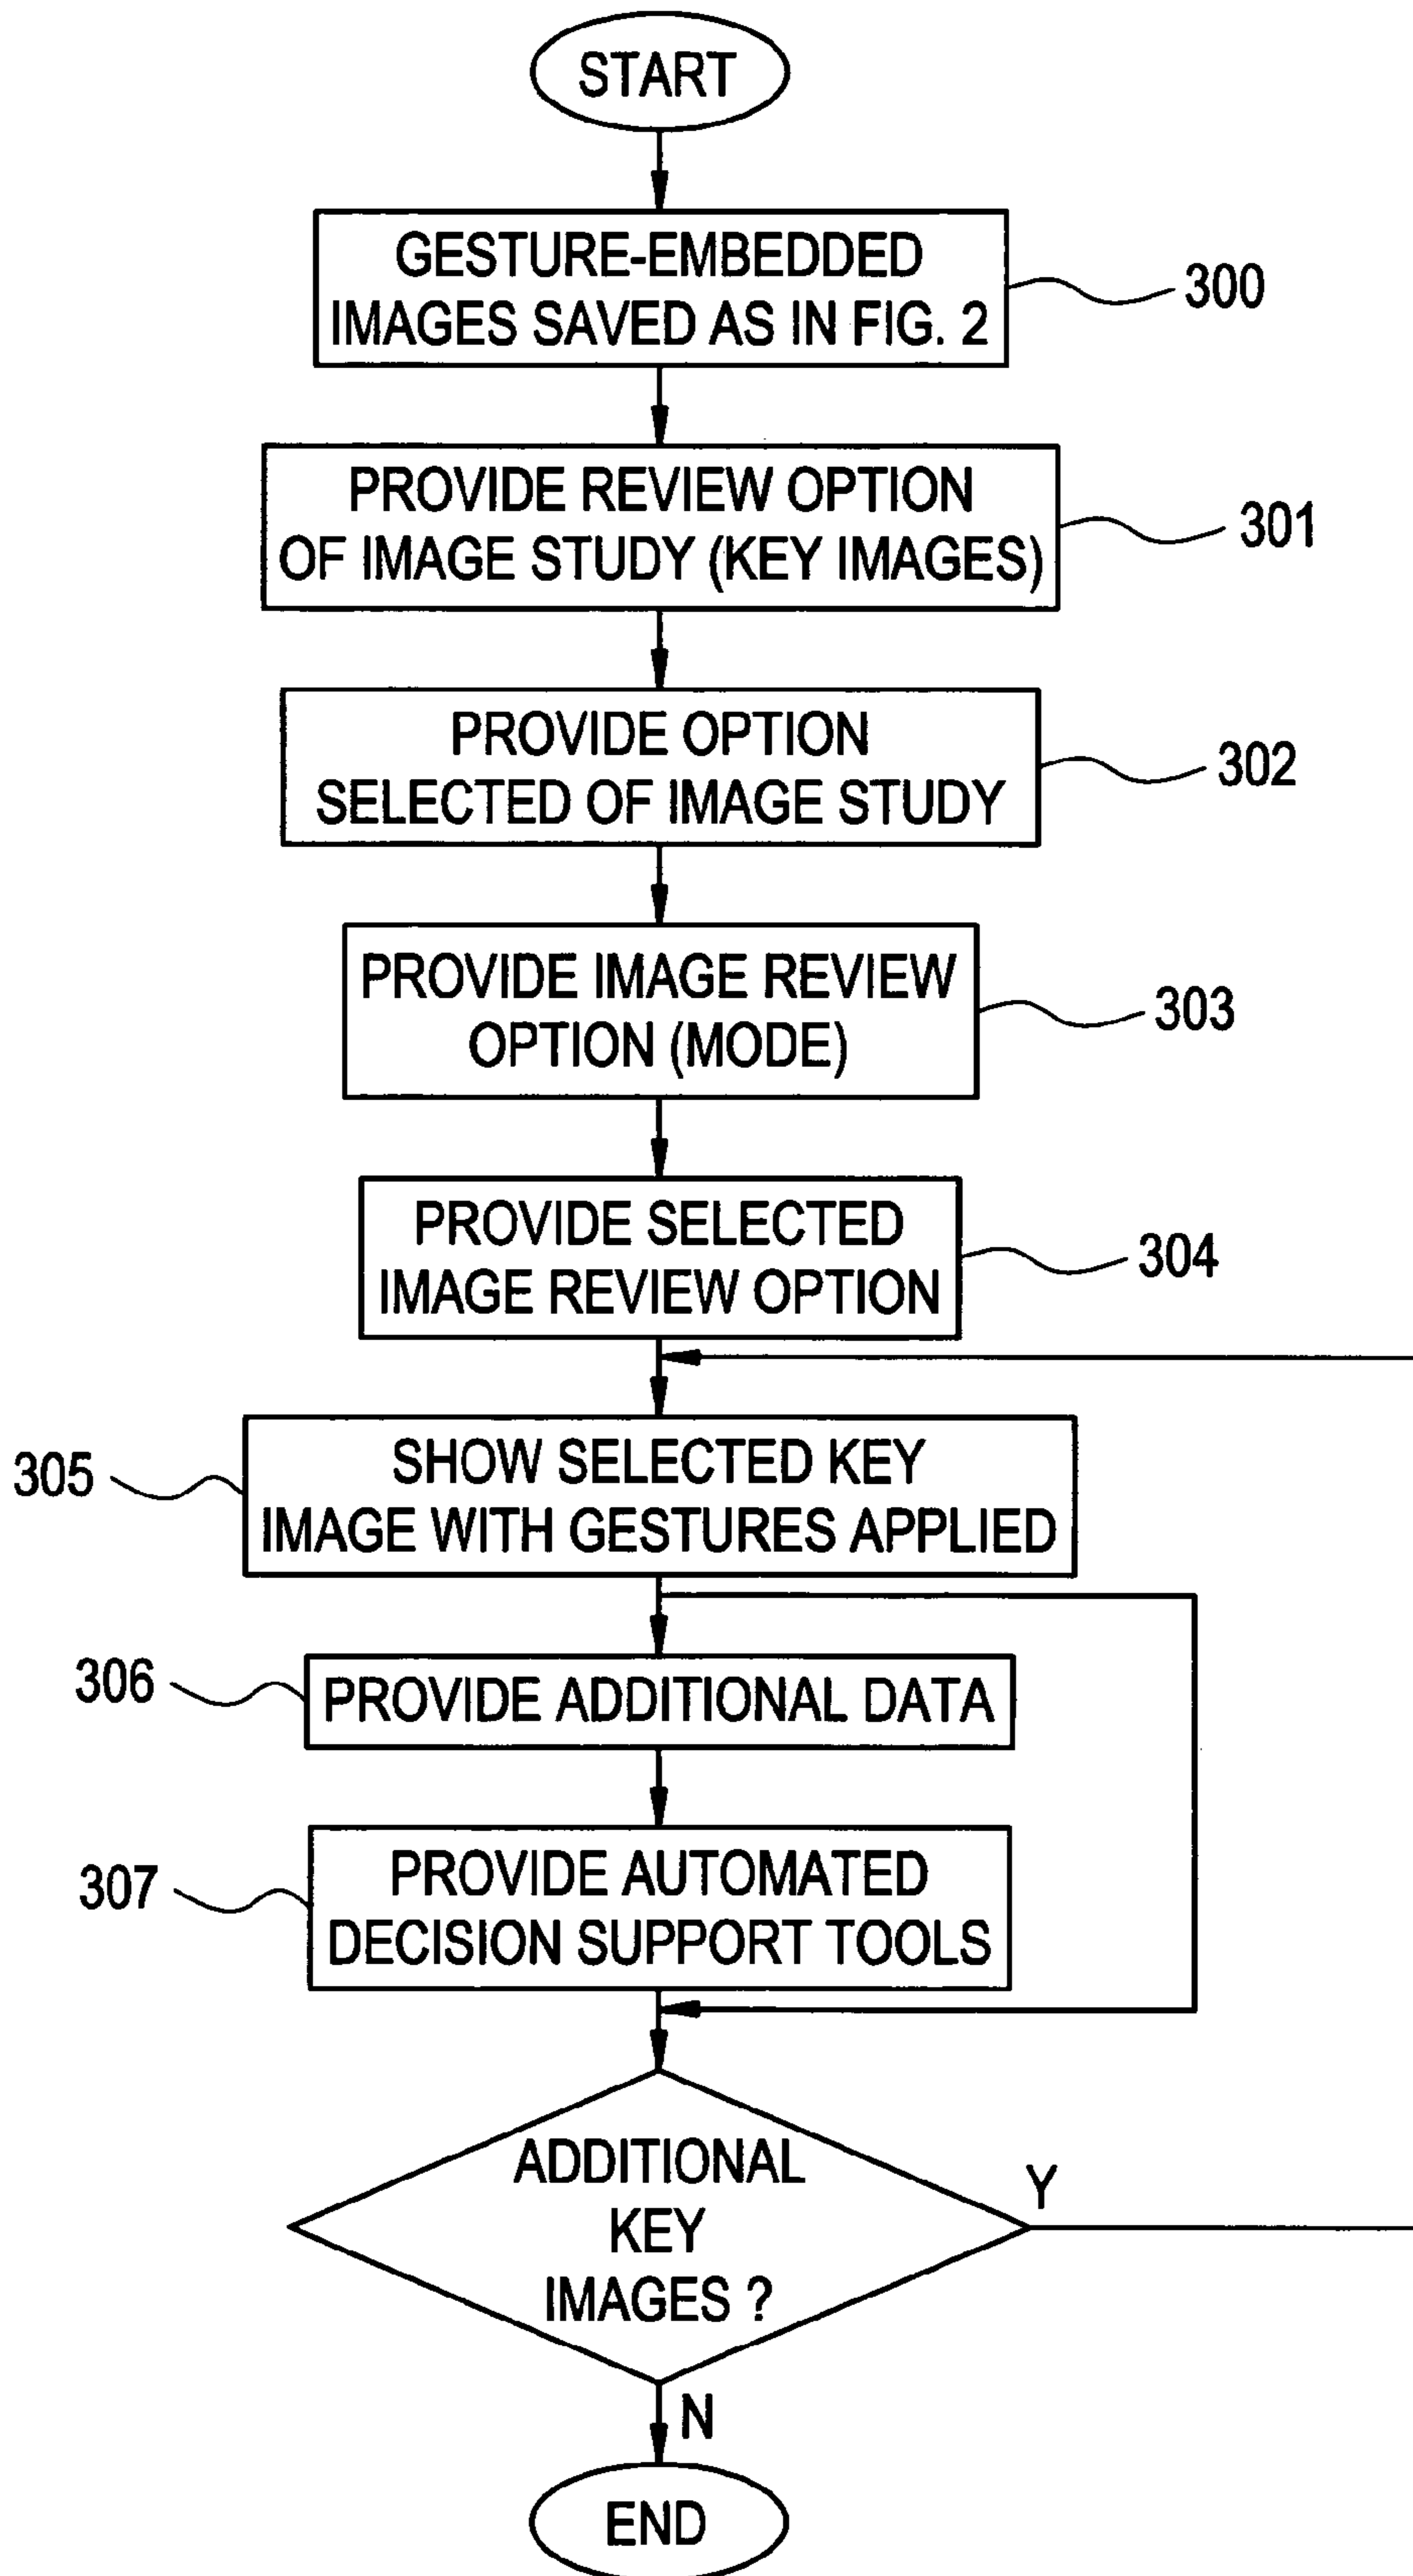 START
GESTURE-EMBEDDED
IMAGES SAVED AS IN FIG. 2
300
PROVIDE REVIEW OPTION
OF IMAGE STUDY (KEY IMAGES)
301
PROVIDE OPTION
SELECTED OF IMAGE STUDY
302
PROVIDE IMAGE REVIEW
OPTION (MODE)
303
PROVIDE SELECTED
IMAGE REVIEW OPTION
304
305
SHOW SELECTED KEY
IMAGE WITH GESTURES APPLIED
306
PROVIDE ADDITIONAL DATA
307
PROVIDE AUTOMATED
DECISION SUPPORT TOOLS
ADDITIONAL
KEY
IMAGES ?
Y
N
END